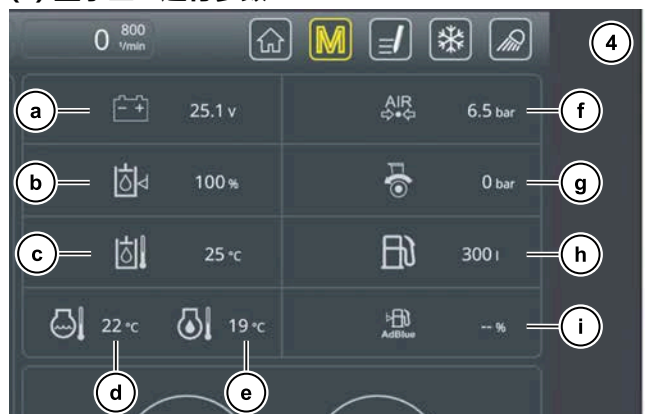 0 800 1/min M 4
a - + 25.1 v AIR 6.5 bar f
b 100 % 0 bar g
c 25 °C 300 l h
22 °C 19 °C AdBlue -- % i
d e